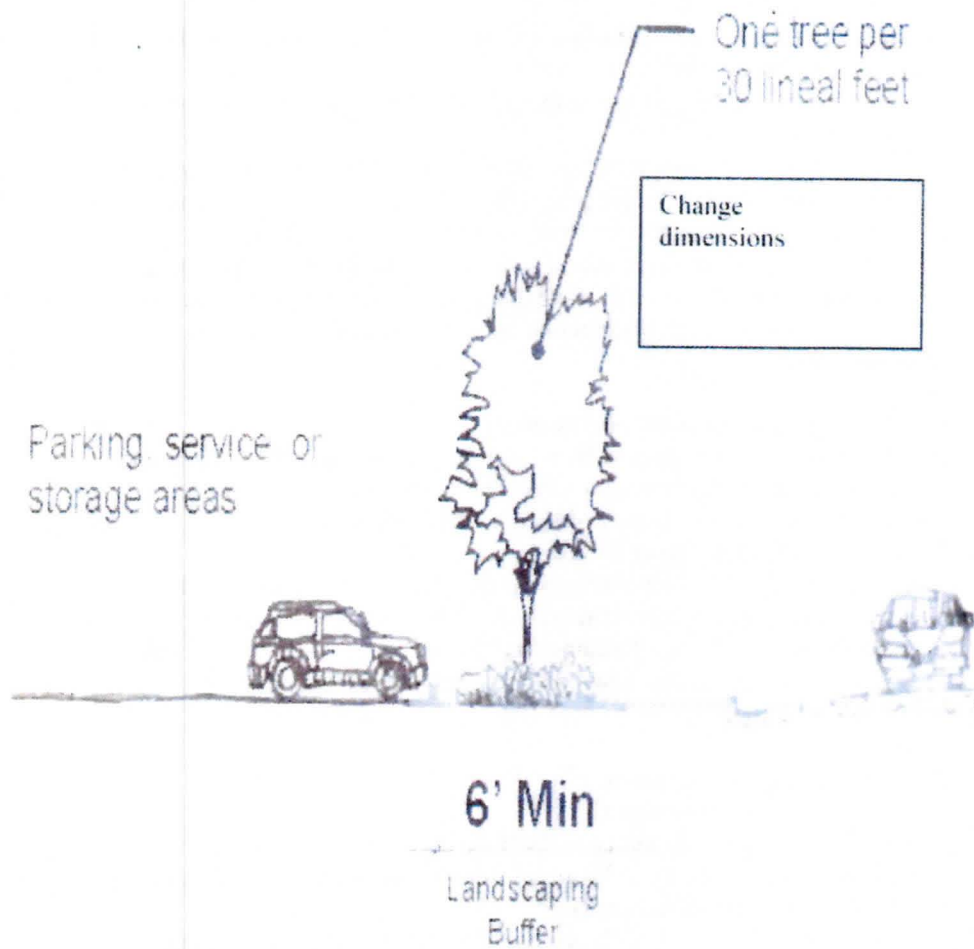 One tree per
30 lineal feet
Change
dimensions
Parking, service or
storage areas
6' Min
Landscaping
Buffer